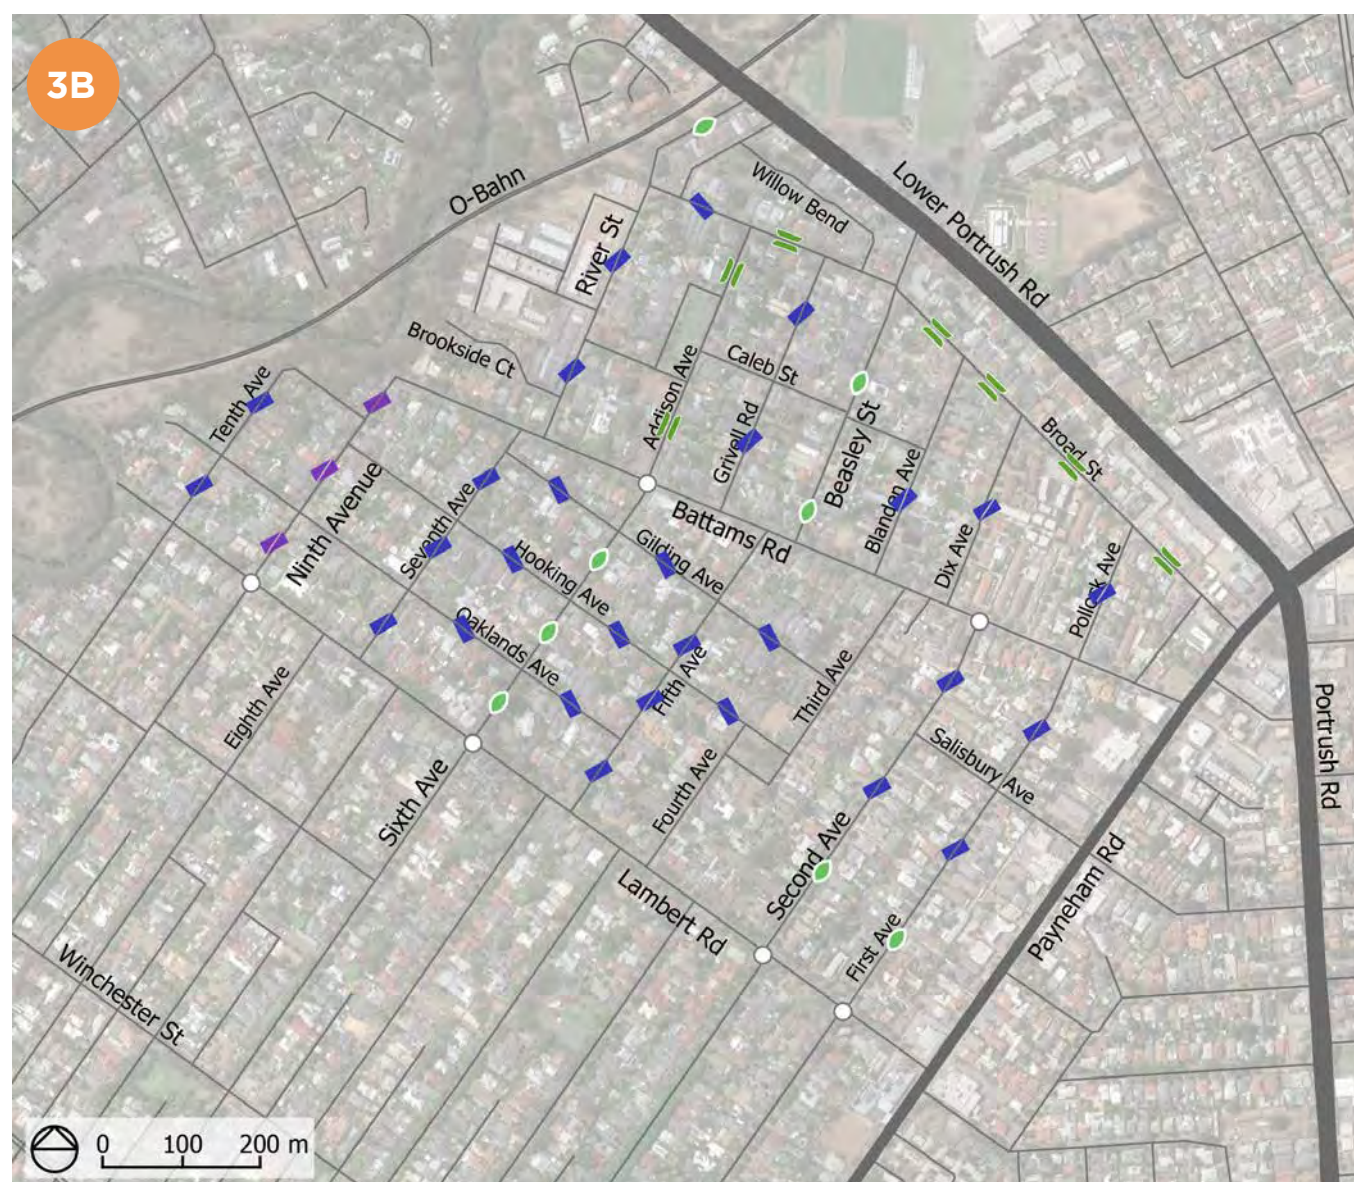 3B
O-Bahn
Willow Bend
Lower Portrush Rd
River St
Brookside Ct
Caleb St
Addison Ave
Tenth Ave
Grivell Rd
Beasley St
Broad St
Blanden Ave
Ninth Avenue
Seventh Ave
Battams Rd
Gilding Ave
Hooking Ave
Dix Ave
Pollock Ave
Oaklands Ave
Fifth Ave
Third Ave
Eighth Ave
Salisbury Ave
Portrush Rd
Sixth Ave
Fourth Ave
Second Ave
Payneham Rd
Lambert Rd
First Ave
Winchester St
0 100 200 m